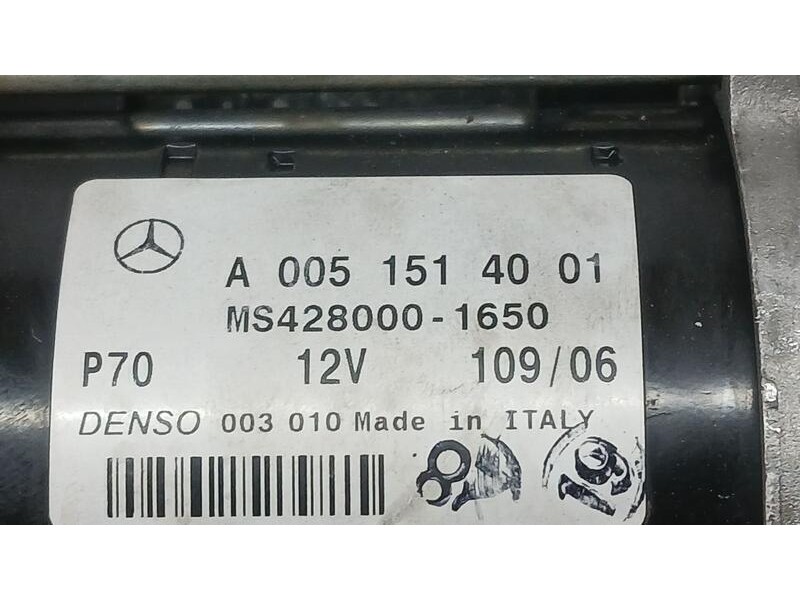 A 005 151 40 01
MS428000-1650
P70 12V 109/06
DENSO 003 010 Made in ITALY